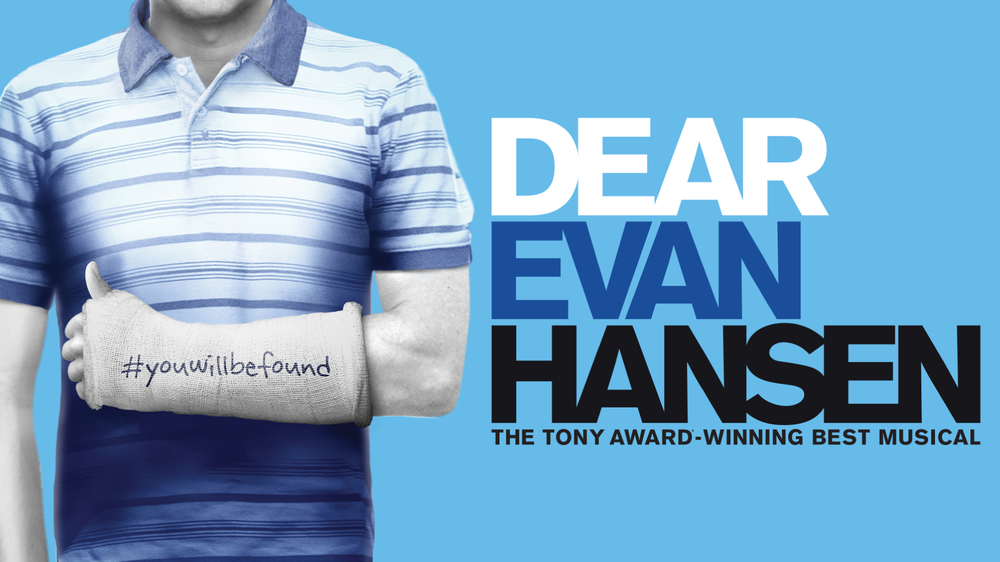 #youwillbefound
DEAR
EVAN
HANSEN
THE TONY AWARD®-WINNING BEST MUSICAL